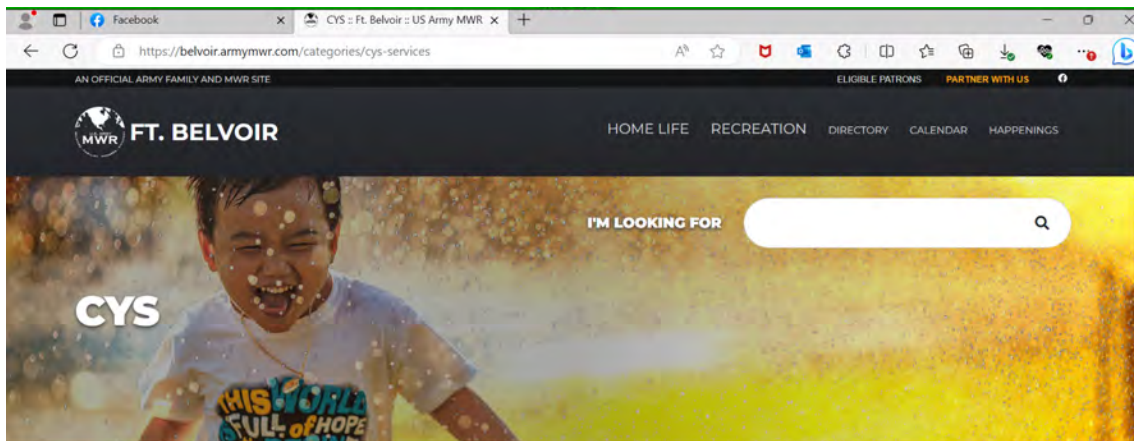 Facebook
CYS :: Ft. Belvoir :: US Army MWR
https://belvoir.armymwr.com/categories/cys-services
AN OFFICIAL ARMY FAMILY AND MWR SITE
ELIGIBLE PATRONS
PARTNER WITH US
MWR
FT. BELVOIR
HOME LIFE
RECREATION
DIRECTORY
CALENDAR
HAPPENINGS
I'M LOOKING FOR
CYS
THIS WORLD
FULL of HOPE